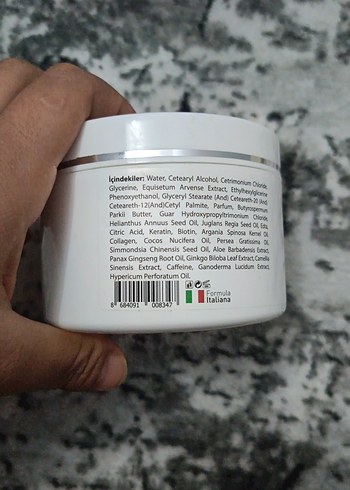 İçindekiler: Water, Cetearyl Alcohol, Cetrimonium Chloride,
Glycerine, Equisetum Arvense Extract, Ethylhexylglycerine,
Phenoxyethanol, Glyceryl Stearate (And) Ceteareth-20 (And)
Ceteareth-12(And)Cetyl Palmite, Parfum, Butyrospermum
Parkii Butter, Guar Hydroxypropyltrimonium Chloride,
Helianthus Annuus Seed Oil, Juglans Regia Seed Oil, Edta,
Citric Acid, Keratin, Biotin, Argania Spinosa Kernel Oil,
Collagen, Cocos Nucifera Oil, Persea Gratissima Oil,
Simmondsia Chinensis Seed Oil, Aloe Barbadensis Extract,
Panax Gingseng Root Oil, Ginkgo Biloba Leaf Extract, Camellia
Sinensis Extract, Caffeine, Ganoderma Lucidum Extract,
Hypericum Perforatum Oil.
8 684091 008347
Formula
Italiana